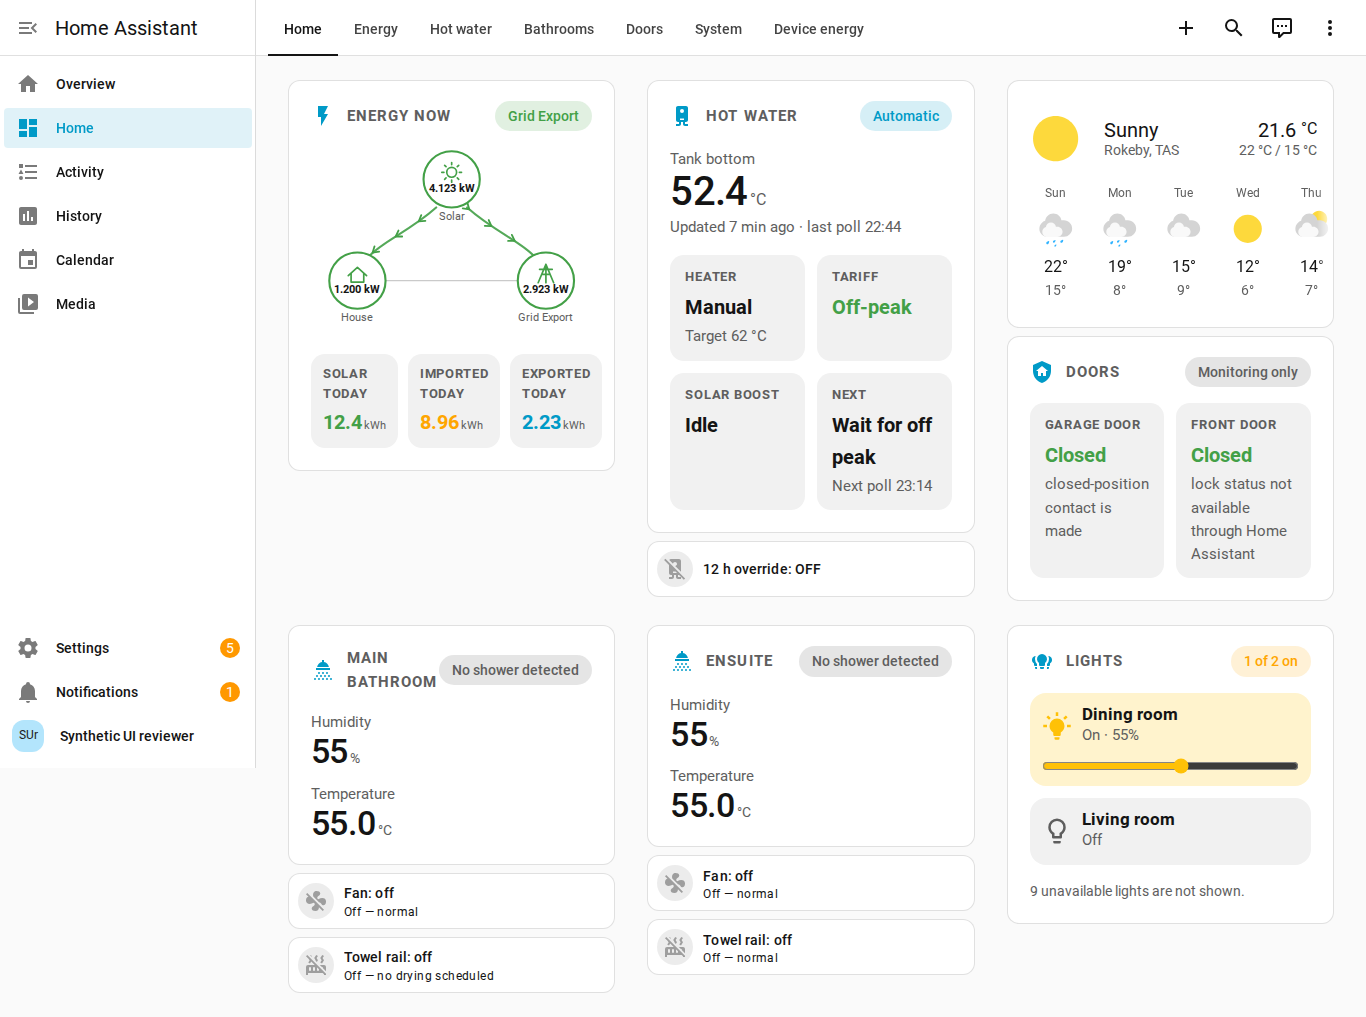 Home Assistant
Home
Energy
Hot water
Bathrooms
Doors
System
Device energy
Overview
Home
Activity
History
Calendar
Media
Settings
5
Notifications
1
SUr
Synthetic UI reviewer
ENERGY NOW
Grid Export
4.123 kW
Solar
1.200 kW
House
2.923 kW
Grid Export
SOLAR
TODAY
12.4 kWh
IMPORTED
TODAY
8.96 kWh
EXPORTED
TODAY
2.23 kWh
HOT WATER
Automatic
Tank bottom
52.4 °C
Updated 7 min ago · last poll 22:44
HEATER
Manual
Target 62 °C
TARIFF
Off-peak
SOLAR BOOST
Idle
NEXT
Wait for off
peak
Next poll 23:14
12 h override: OFF
Sunny
Rokeby, TAS
21.6 °C
22 °C / 15 °C
Sun Mon Tue Wed Thu
22° 19° 15° 12° 14°
15° 8° 9° 6° 7°
DOORS
Monitoring only
GARAGE DOOR
Closed
closed-position
contact is
made
FRONT DOOR
Closed
lock status not
available
through Home
Assistant
MAIN
BATHROOM
No shower detected
Humidity
55 %
Temperature
55.0 °C
Fan: off
Off – normal
Towel rail: off
Off – no drying scheduled
ENSUITE
No shower detected
Humidity
55 %
Temperature
55.0 °C
Fan: off
Off – normal
Towel rail: off
Off – normal
LIGHTS
1 of 2 on
Dining room
On · 55%
Living room
Off
9 unavailable lights are not shown.